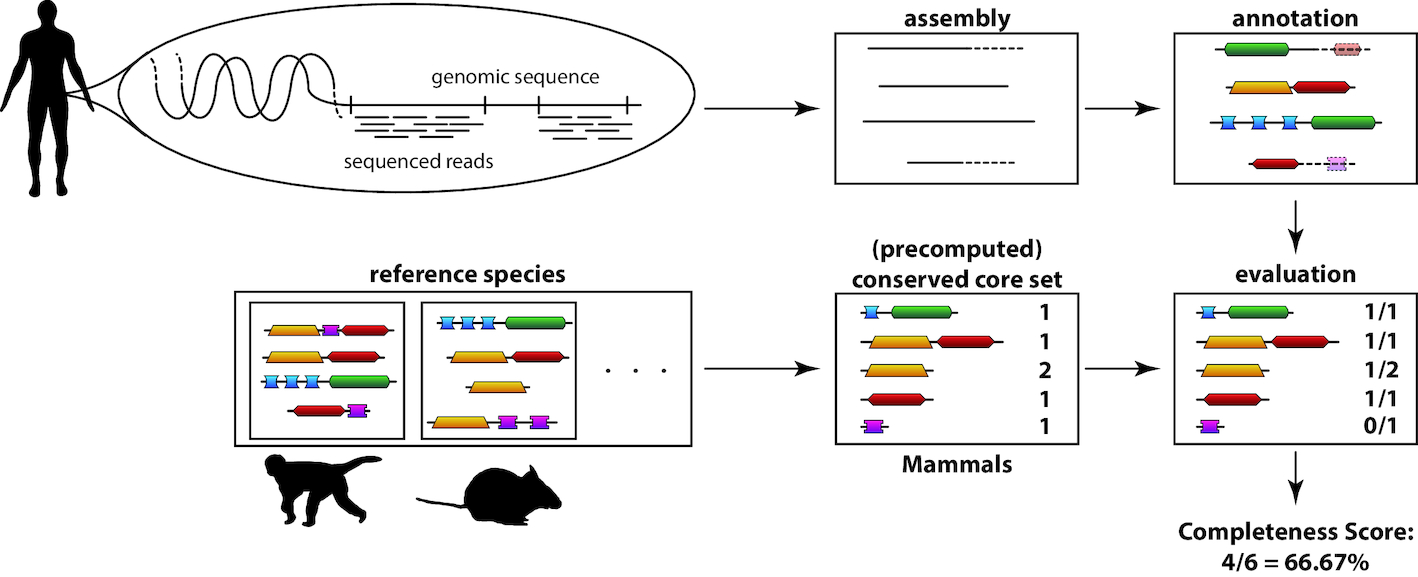 assembly
annotation
genomic sequence
sequenced reads
reference species
(precomputed)
conserved core set
evaluation
1
1
2
1
1
1/1
1/1
1/2
1/1
0/1
. . .
Mammals
Completeness Score:
4/6 = 66.67%